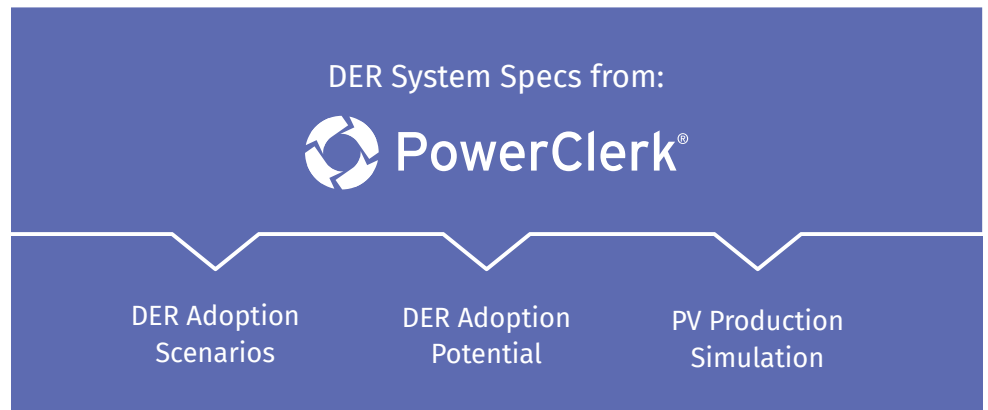 DER System Specs from:
PowerClerk®
DER Adoption
Scenarios
DER Adoption
Potential
PV Production
Simulation